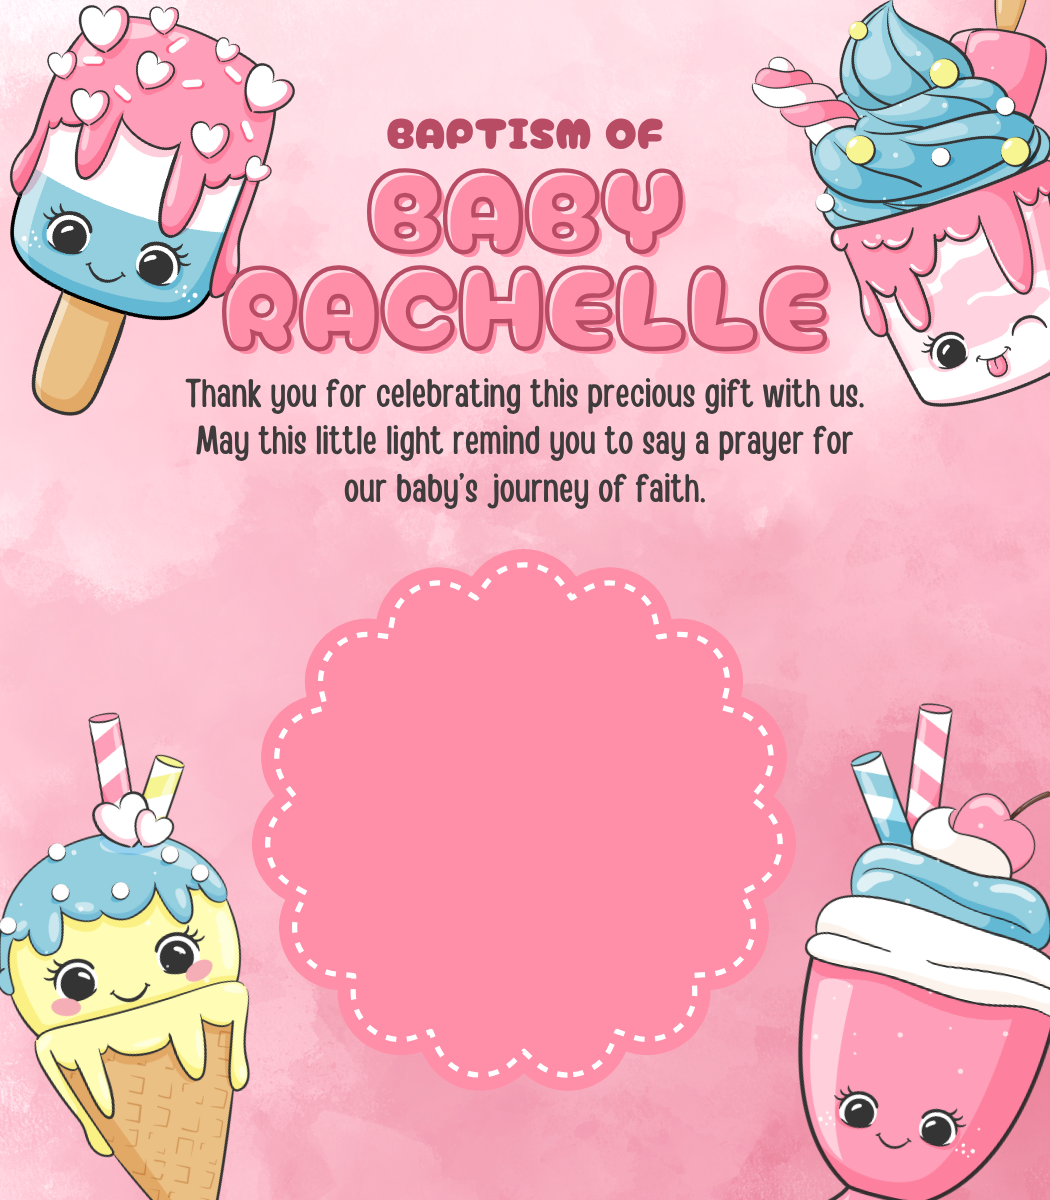 BAPTISM OF
BABY
RACHELLE
Thank you for celebrating this precious gift with us.
May this little light remind you to say a prayer for
our baby's journey of faith.